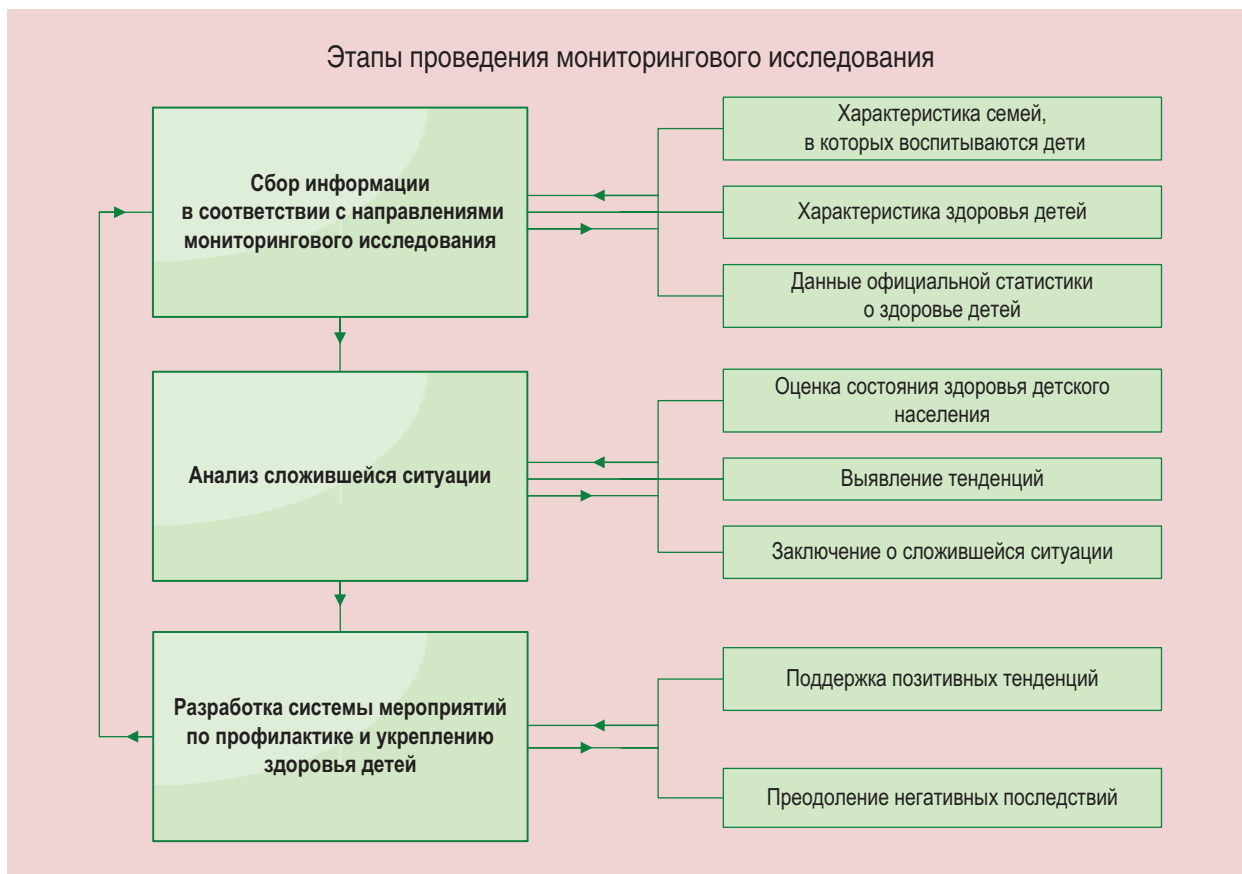 Этапы проведения мониторингового исследования
Сбор информации
в соответствии с направлениями
мониторингового исследования
Характеристика семей,
в которых воспитываются дети
Характеристика здоровья детей
Данные официальной статистики
о здоровье детей
Анализ сложившейся ситуации
Оценка состояния здоровья детского
населения
Выявление тенденций
Заключение о сложившейся ситуации
Разработка системы мероприятий
по профилактике и укреплению
здоровья детей
Поддержка позитивных тенденций
Преодоление негативных последствий